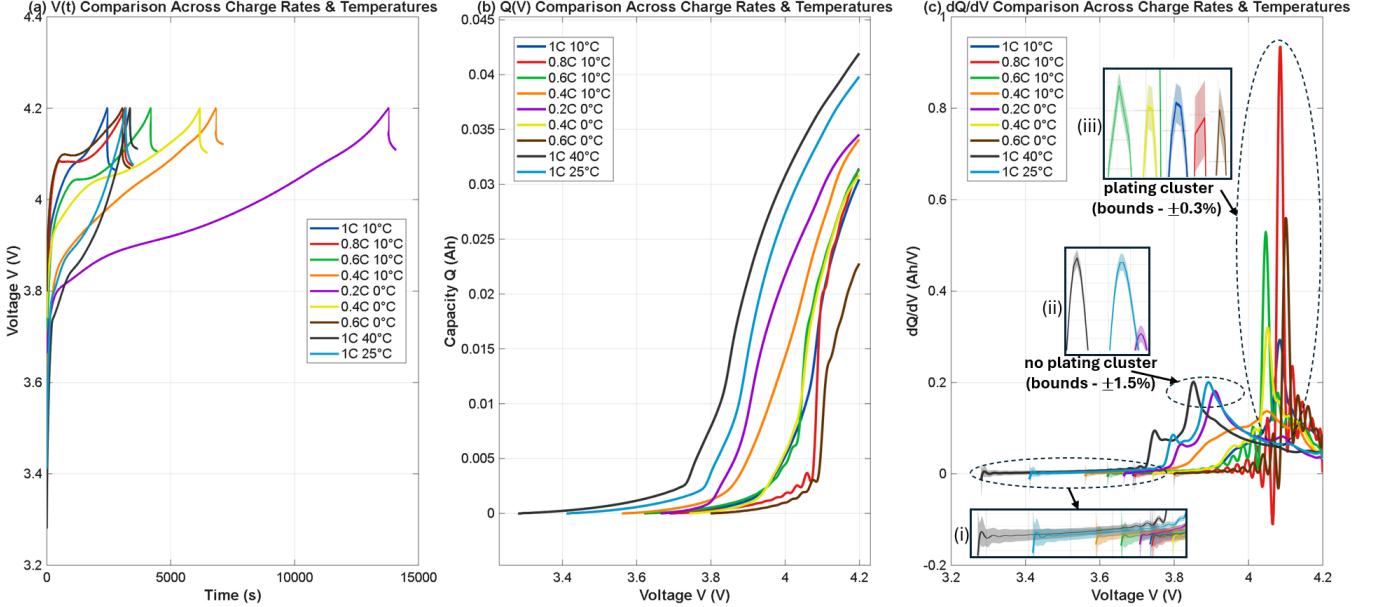 (a) V(t) Comparison Across Charge Rates & Temperatures
4.4
4.2
4
3.8
3.6
3.4
3.2
Voltage V (V)
0
5000
10000
15000
Time (s)
1C 10°C
0.8C 10°C
0.6C 10°C
0.4C 10°C
0.2C 0°C
0.4C 0°C
0.6C 0°C
1C 40°C
1C 25°C
(b) Q(V) Comparison Across Charge Rates & Temperatures
0.045
0.04
0.035
0.03
0.025
0.02
0.015
0.01
0.005
0
Capacity Q (Ah)
3.4
3.6
3.8
4
4.2
Voltage V (V)
1C 10°C
0.8C 10°C
0.6C 10°C
0.4C 10°C
0.2C 0°C
0.4C 0°C
0.6C 0°C
1C 40°C
1C 25°C
(c) dQ/dV Comparison Across Charge Rates & Temperatures
1
0.8
0.6
0.4
0.2
0
-0.2
dQ/dV (Ah/V)
3.2
3.4
3.6
3.8
4
4.2
Voltage V (V)
1C 10°C
0.8C 10°C
0.6C 10°C
0.4C 10°C
0.2C 0°C
0.4C 0°C
0.6C 0°C
1C 40°C
1C 25°C
(iii)
plating cluster
(bounds - ±0.3%)
(ii)
no plating cluster
(bounds - ±1.5%)
(i)